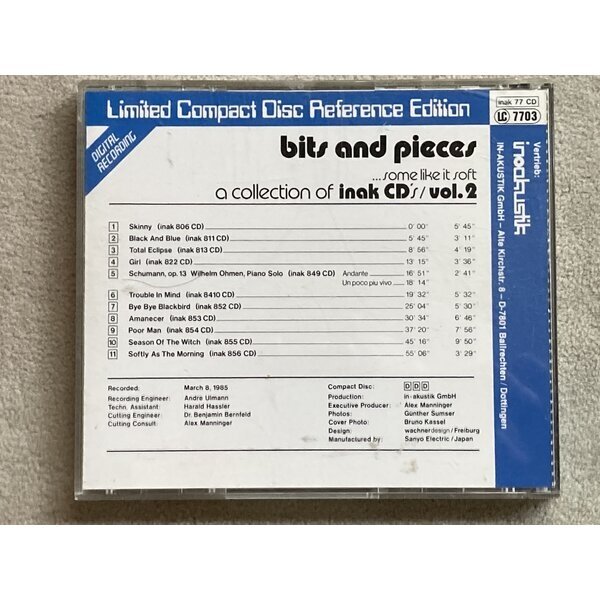 Limited Compact Disc Reference Edition
DIGITAL
RECORDING
bits and pieces
...some like it soft
a collection of inak CD's/vol.2
1 Skinny (inak 806 CD) 0' 00" 5' 45"
2 Black And Blue (inak 811 CD) 5' 45" 3' 11"
3 Total Eclipse (inak 813 CD) 8' 56" 4' 19"
4 Girl (inak 822 CD) 13' 15" 3' 36"
5 Schumann, op. 13 Wilhelm Ohmen, Piano Solo (inak 849 CD) Andante 16' 51" 2' 41"
Un poco piu vivo 18' 14"
6 Trouble In Mind (inak 8410 CD) 19' 32" 5' 32"
7 Bye Bye Blackbird (inak 852 CD) 25' 04" 5' 30"
8 Amanecer (inak 853 CD) 30' 34" 6' 46"
9 Poor Man (inak 854 CD) 37' 20" 7' 56"
10 Season Of The Witch (inak 855 CD) 45' 16" 9' 50"
11 Softly As The Morning (inak 856 CD) 55' 06" 3' 29"
Recorded: March 8, 1985
Recording Engineer: Andre Ulmann
Techn. Assistant: Harald Hassler
Cutting Engineer: Dr. Benjamin Bernfeld
Cutting Consult: Alex Manninger
Compact Disc: D D D
Production: in-akustik GmbH
Executive Producer: Alex Manninger
Photos: Günther Sumser
Cover Photo: Bruno Kassel
Design: wachnerdesign/Freiburg
Manufactured by: Sanyo Electric/Japan
inak 77 CD
LC 7703
Vertrieb:
inakustik
IN-AKUSTIK GmbH – Alte Kirchstr. 8 – D-7801 Ballrechten/Dottingen